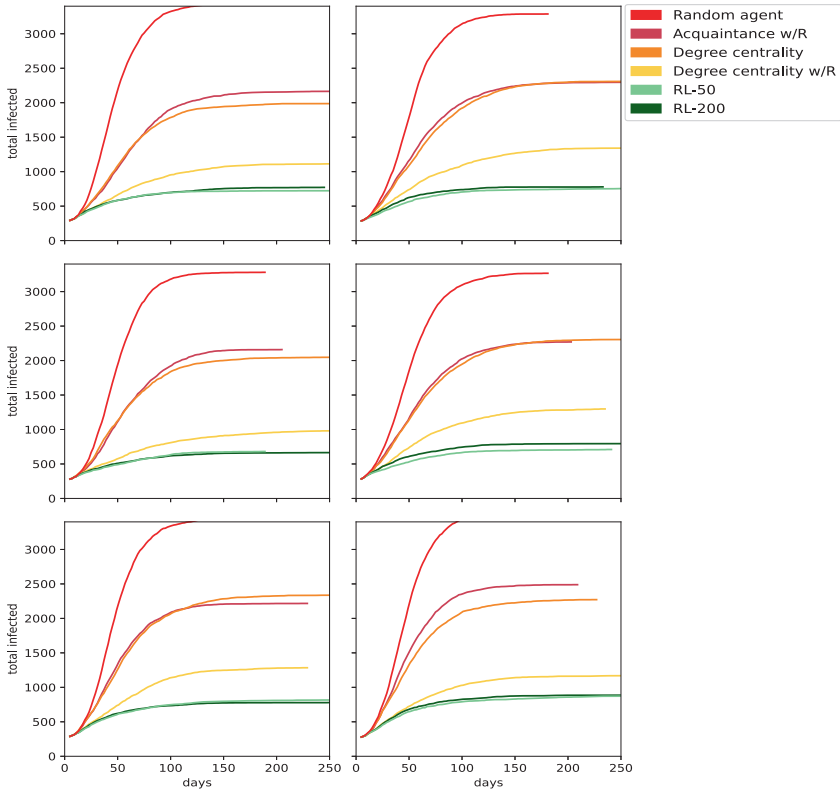 Random agent
Acquaintance w/R
Degree centrality
Degree centrality w/R
RL-50
RL-200
3000
2500
2000
1500
1000
500
0
total infected
3000
2500
2000
1500
1000
500
0
total infected
3000
2500
2000
1500
1000
500
0
total infected
0 50 100 150 200 250 0 50 100 150 200 250
days days